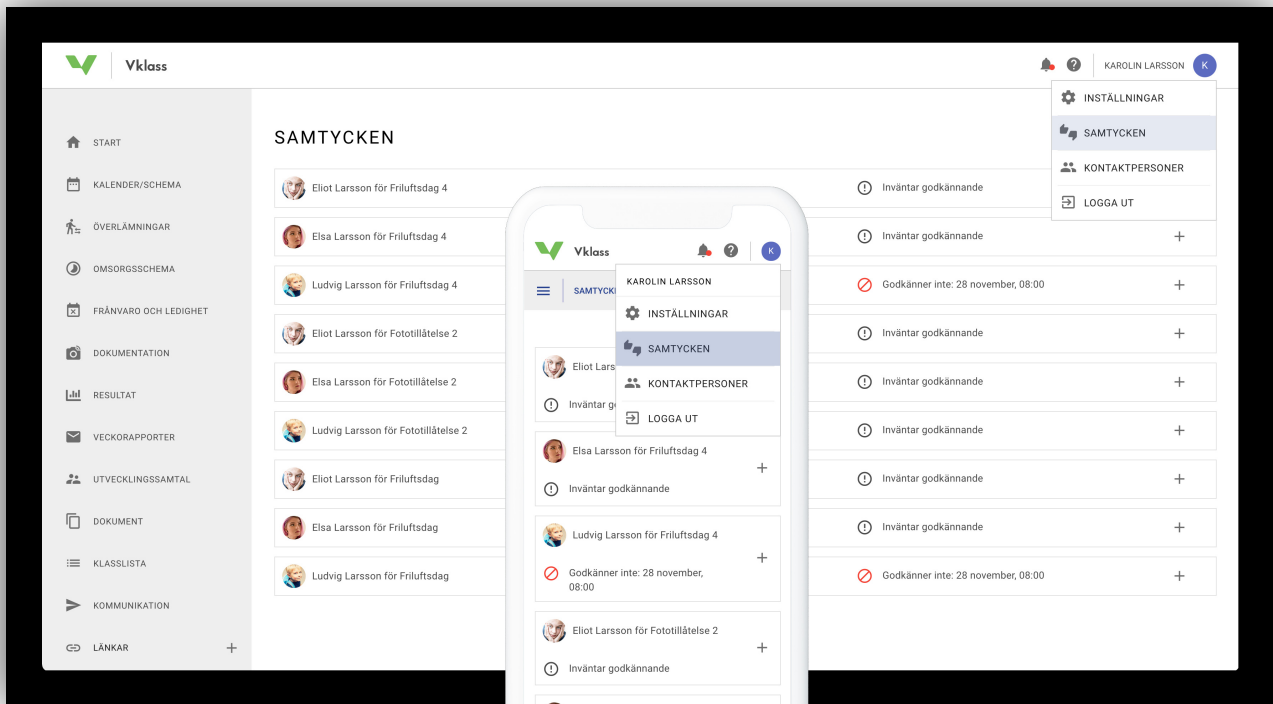 Vklass
KAROLIN LARSSON
K
INSTÄLLNINGAR
SAMTYCKEN
KONTAKTPERSONER
LOGGA UT
START
KALENDER/SCHEMA
ÖVERLÄMNINGAR
OMSORGSSCHEMA
FRÅNVARO OCH LEDIGHET
DOKUMENTATION
RESULTAT
VECKORAPPORTER
UTVECKLINGSSAMTAL
DOKUMENT
KLASSLISTA
KOMMUNIKATION
LÄNKAR
SAMTYCKEN
Eliot Larsson för Friluftsdag 4
Inväntar godkännande
Elsa Larsson för Friluftsdag 4
Inväntar godkännande
Ludvig Larsson för Friluftsdag 4
Godkänner inte: 28 november, 08:00
Eliot Larsson för Fototillåtelse 2
Inväntar godkännande
Elsa Larsson för Fototillåtelse 2
Inväntar godkännande
Ludvig Larsson för Fototillåtelse 2
Inväntar godkännande
Eliot Larsson för Friluftsdag
Inväntar godkännande
Elsa Larsson för Friluftsdag
Inväntar godkännande
Ludvig Larsson för Friluftsdag
Godkänner inte: 28 november, 08:00
Vklass
K
SAMTYCK
KAROLIN LARSSON
INSTÄLLNINGAR
SAMTYCKEN
KONTAKTPERSONER
LOGGA UT
Eliot Lars
Inväntar g
Elsa Larsson för Friluftsdag 4
Inväntar godkännande
Ludvig Larsson för Friluftsdag 4
Godkänner inte: 28 november,
08:00
Eliot Larsson för Fototillåtelse 2
Inväntar godkännande